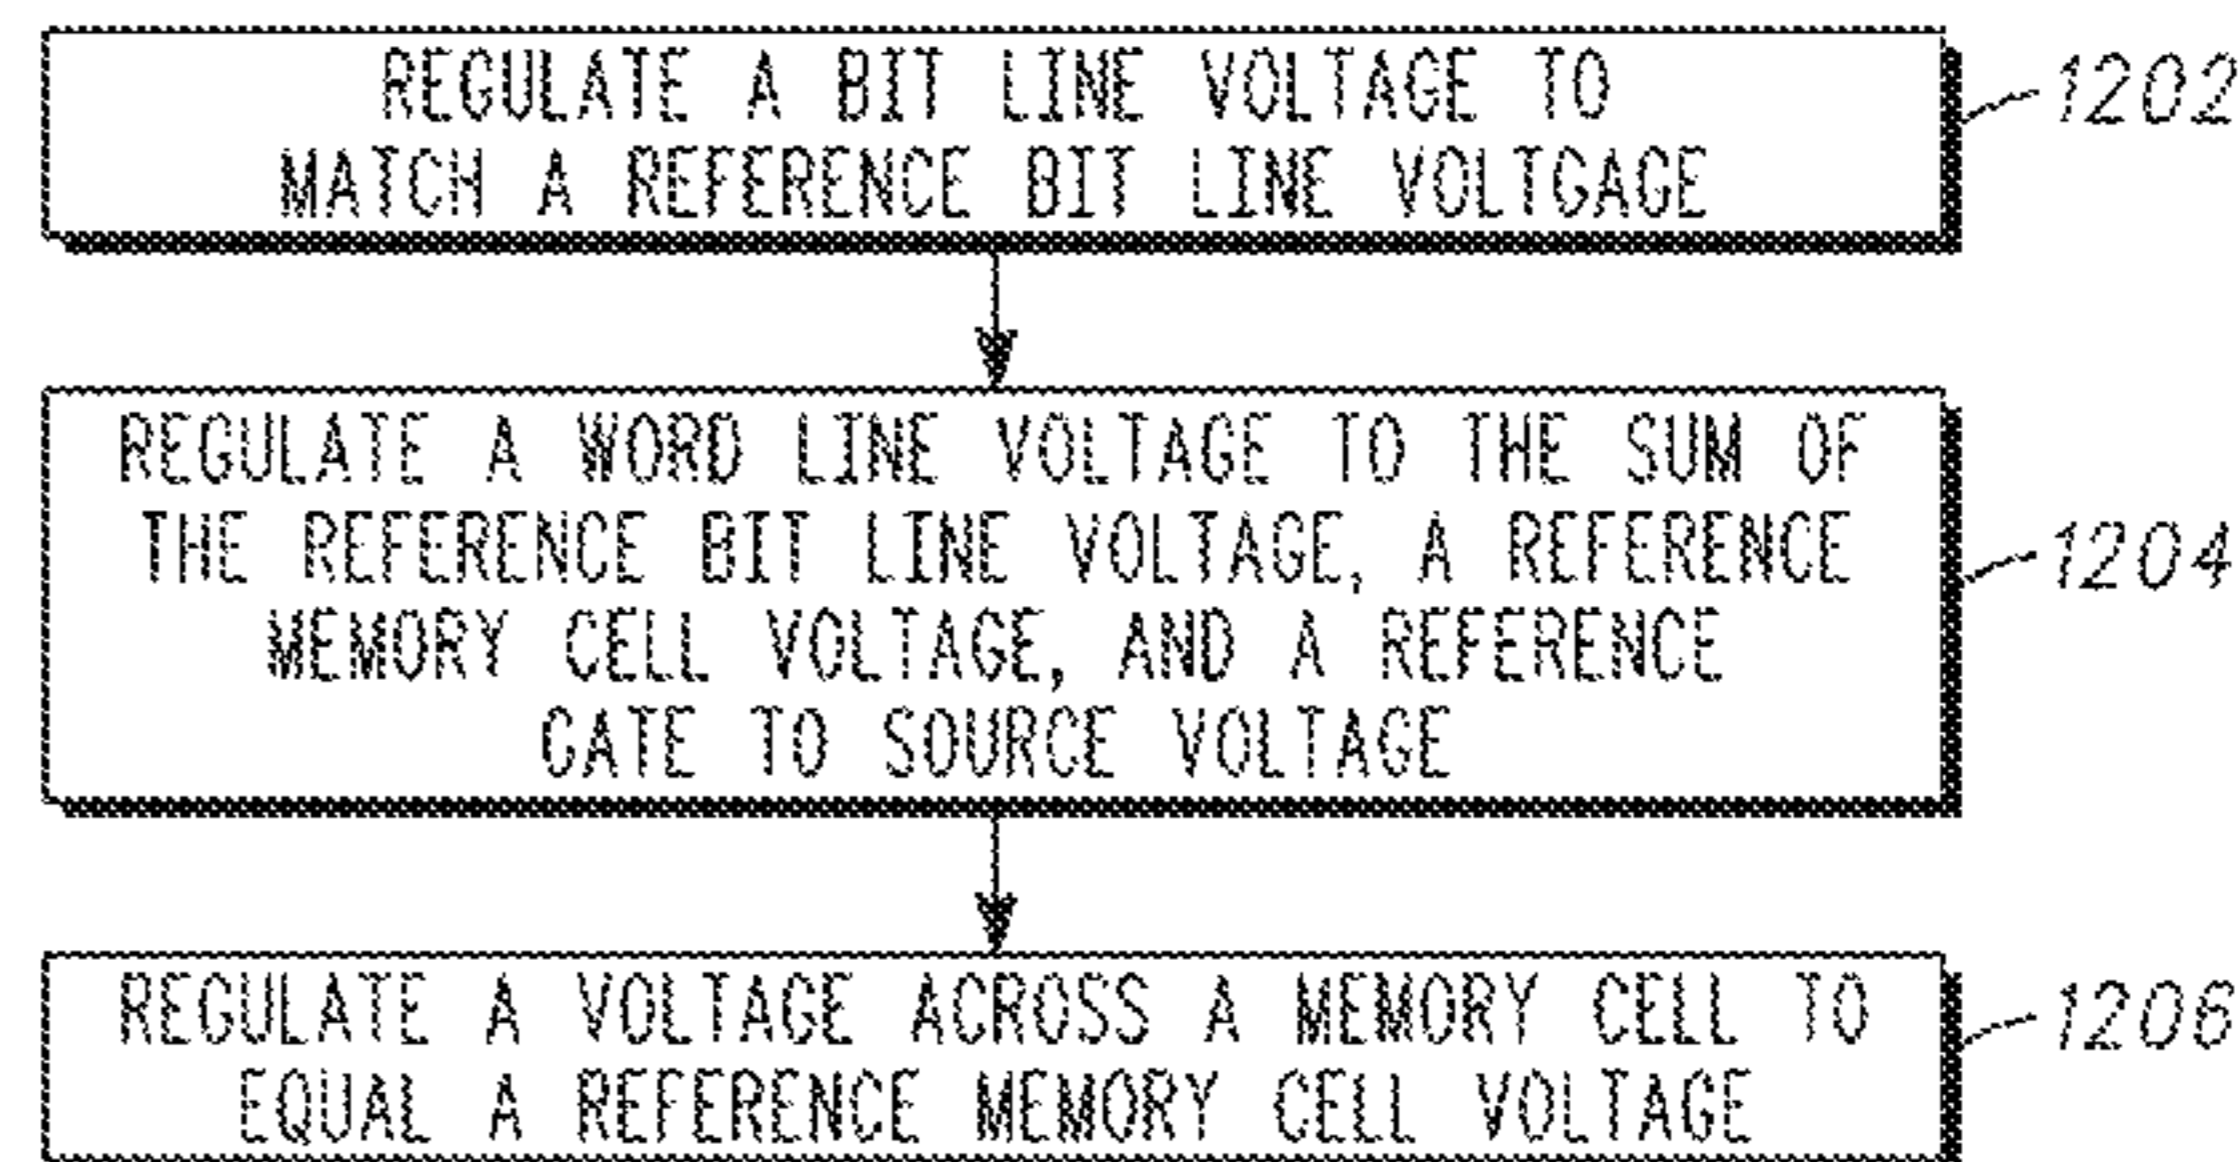 REGULATE A BIT LINE VOLTAGE TO
MATCH A REFERENCE BIT LINE VOLTGAGE
1202
REGULATE A WORD LINE VOLTAGE TO THE SUM OF
THE REFERENCE BIT LINE VOLTAGE, A REFERENCE
MEMORY CELL VOLTAGE, AND A REFERENCE
GATE TO SOURCE VOLTAGE
1204
REGULATE A VOLTAGE ACROSS A MEMORY CELL TO
EQUAL A REFERENCE MEMORY CELL VOLTAGE
1206